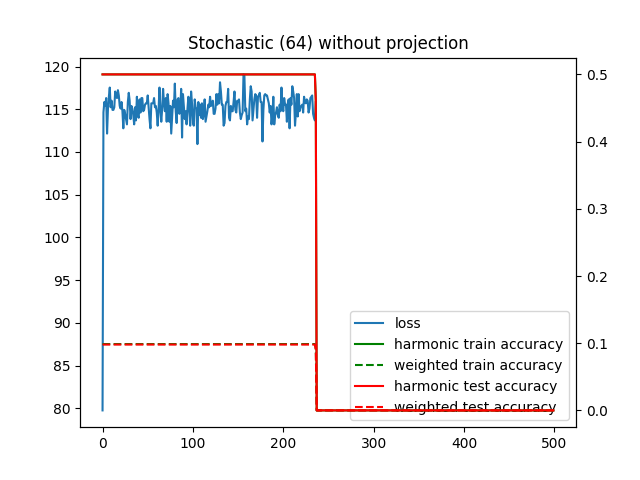 Stochastic (64) without projection
120
115
110
105
100
95
90
85
80
0.5
0.4
0.3
0.2
0.1
0.0
loss
harmonic train accuracy
weighted train accuracy
harmonic test accuracy
weighted test accuracy
0 100 200 300 400 500